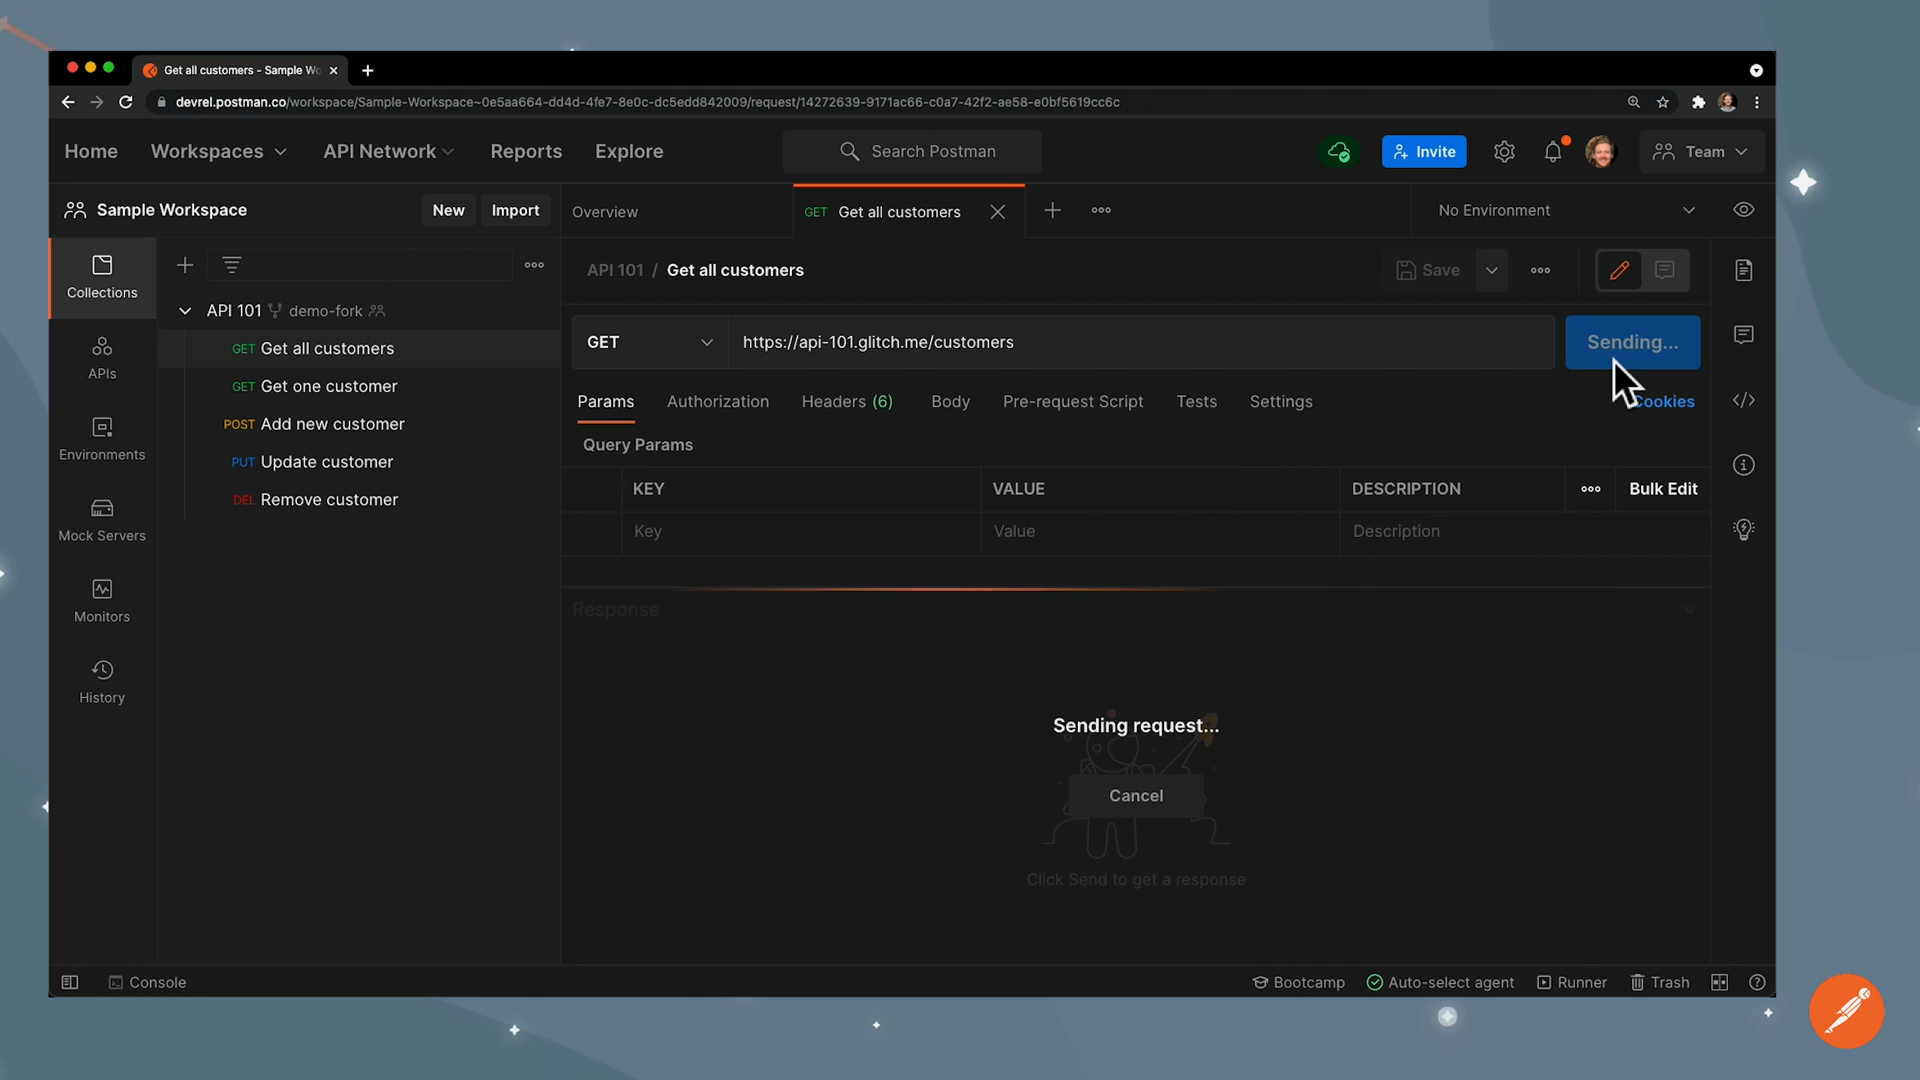 Get all customers - Sample Wo
devrel.postman.co/workspace/Sample-Workspace~0e5aa664-dd4d-4fe7-8e0c-dc5edd842009/request/14272639-9171ac66-c0a7-42f2-ae58-e0bf5619cc6c
Home Workspaces API Network Reports Explore Search Postman Invite Team
Sample Workspace New Import Overview GET Get all customers No Environment
Collections
APIs
Environments
Mock Servers
Monitors
History
API 101 demo-fork
GET Get all customers
GET Get one customer
POST Add new customer
PUT Update customer
DEL Remove customer
API 101 / Get all customers Save
GET https://api-101.glitch.me/customers Sending...
Params Authorization Headers (6) Body Pre-request Script Tests Settings Cookies
Query Params
KEY VALUE DESCRIPTION Bulk Edit
Key Value Description
Response
Sending request...
Cancel
Click Send to get a response
Console Bootcamp Auto-select agent Runner Trash